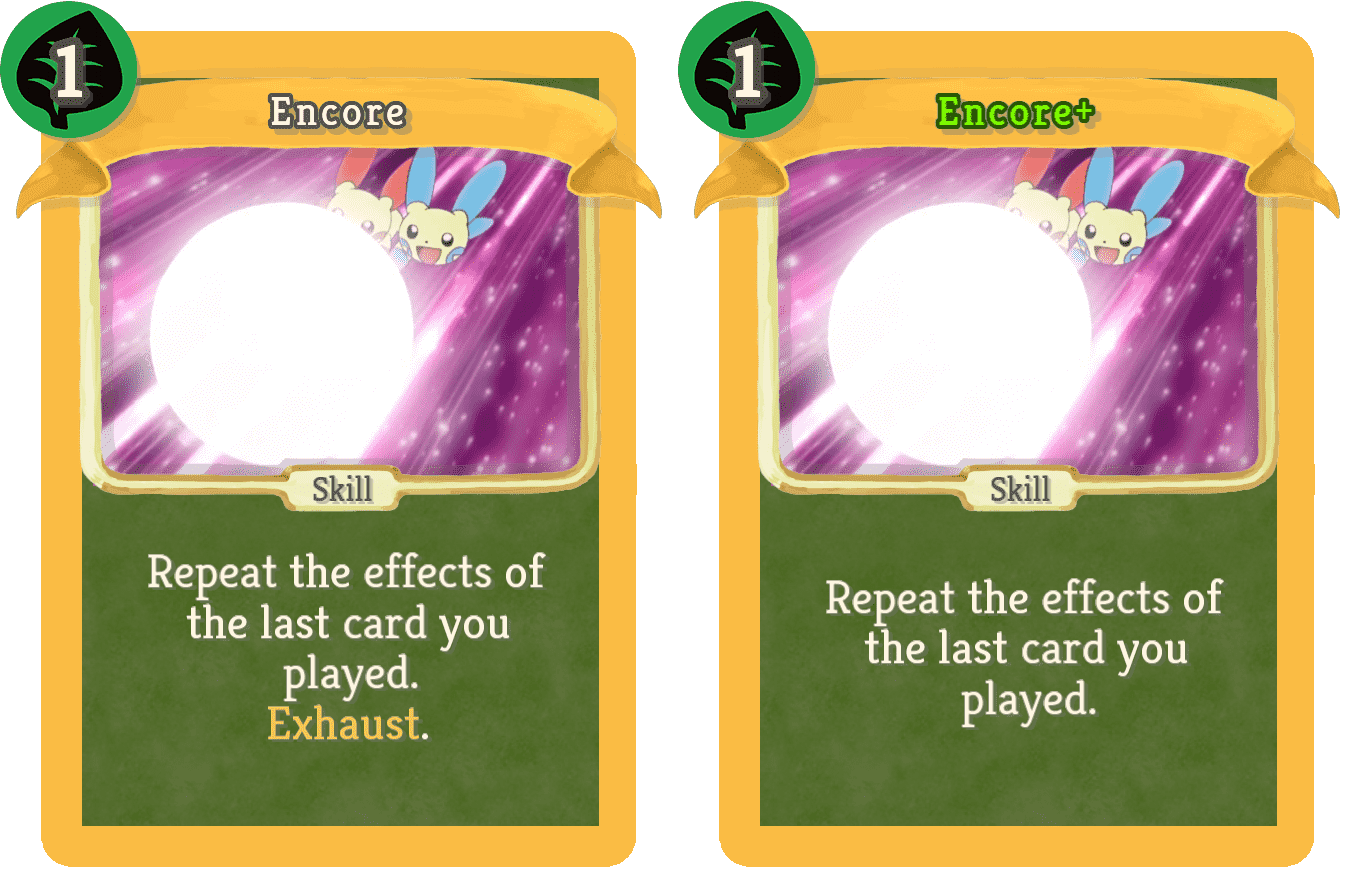 1
Encore
Skill
Repeat the effects of
the last card you
played.
Exhaust.
1
Encore+
Skill
Repeat the effects of
the last card you
played.